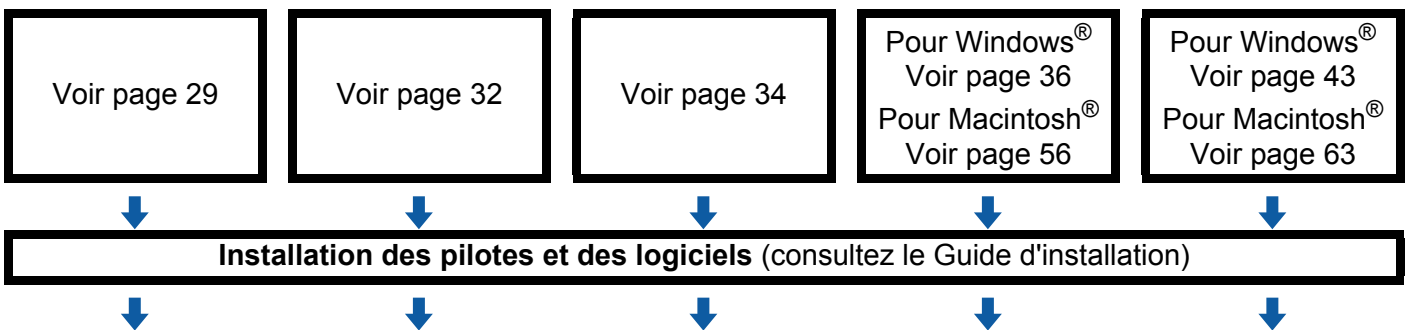 Voir page 29
Voir page 32
Voir page 34
Pour Windows®
Voir page 36
Pour Macintosh®
Voir page 56
Pour Windows®
Voir page 43
Pour Macintosh®
Voir page 63
Installation des pilotes et des logiciels (consultez le Guide d'installation)